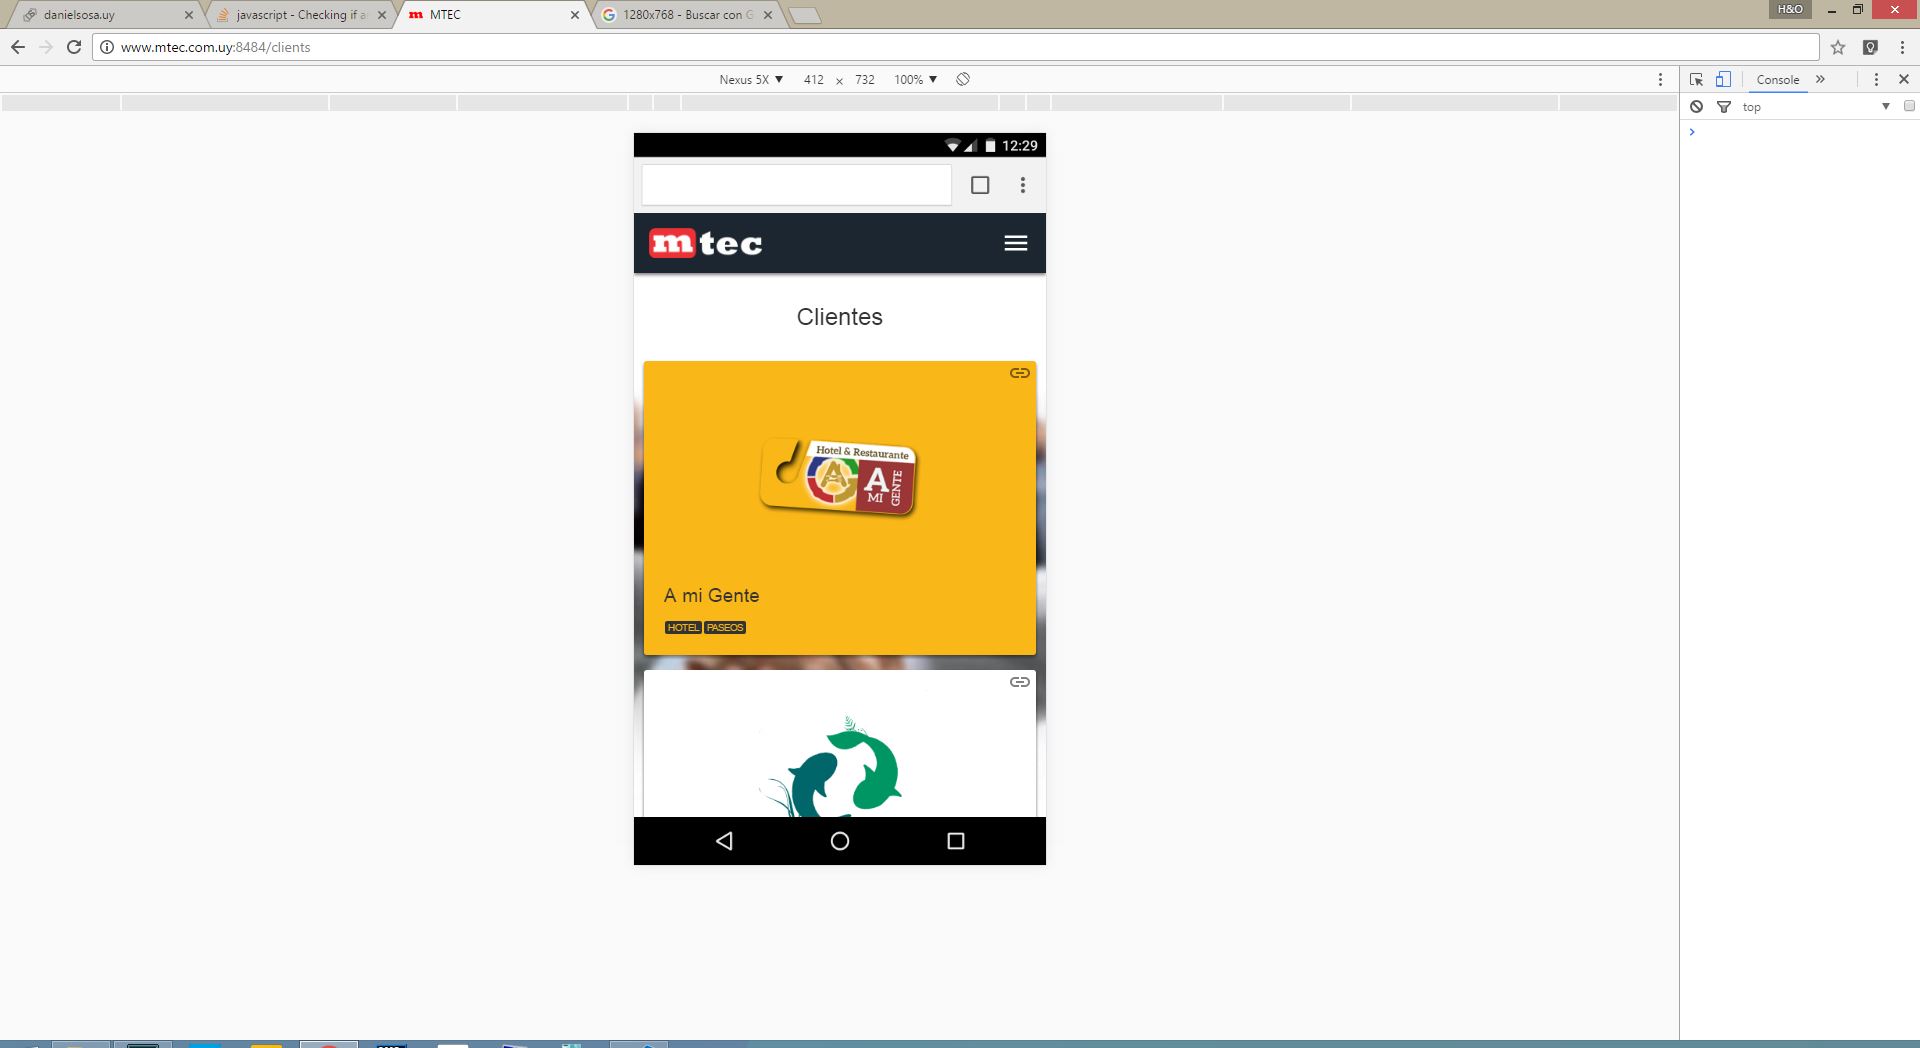 danielsosa.uy
javascript - Checking if a
MTEC
1280x768 - Buscar con G
H&O
www.mtec.com.uy:8484/clients
Nexus 5X ▼ 412 × 732 100% ▼
Console »
top
12:29
m tec
Clientes
Hotel & Restaurante
A
A
MI
GENTE
A mi Gente
HOTEL PASEOS